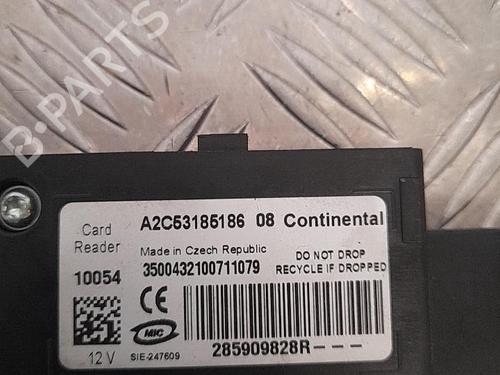 B-PARTS
A2C53185186 08 Continental
Card
Reader
Made in Czech Republic
DO NOT DROP
10054
3500432100711079
RECYCLE IF DROPPED
CE
MIC
12 V
SIE-247609
285909828R---